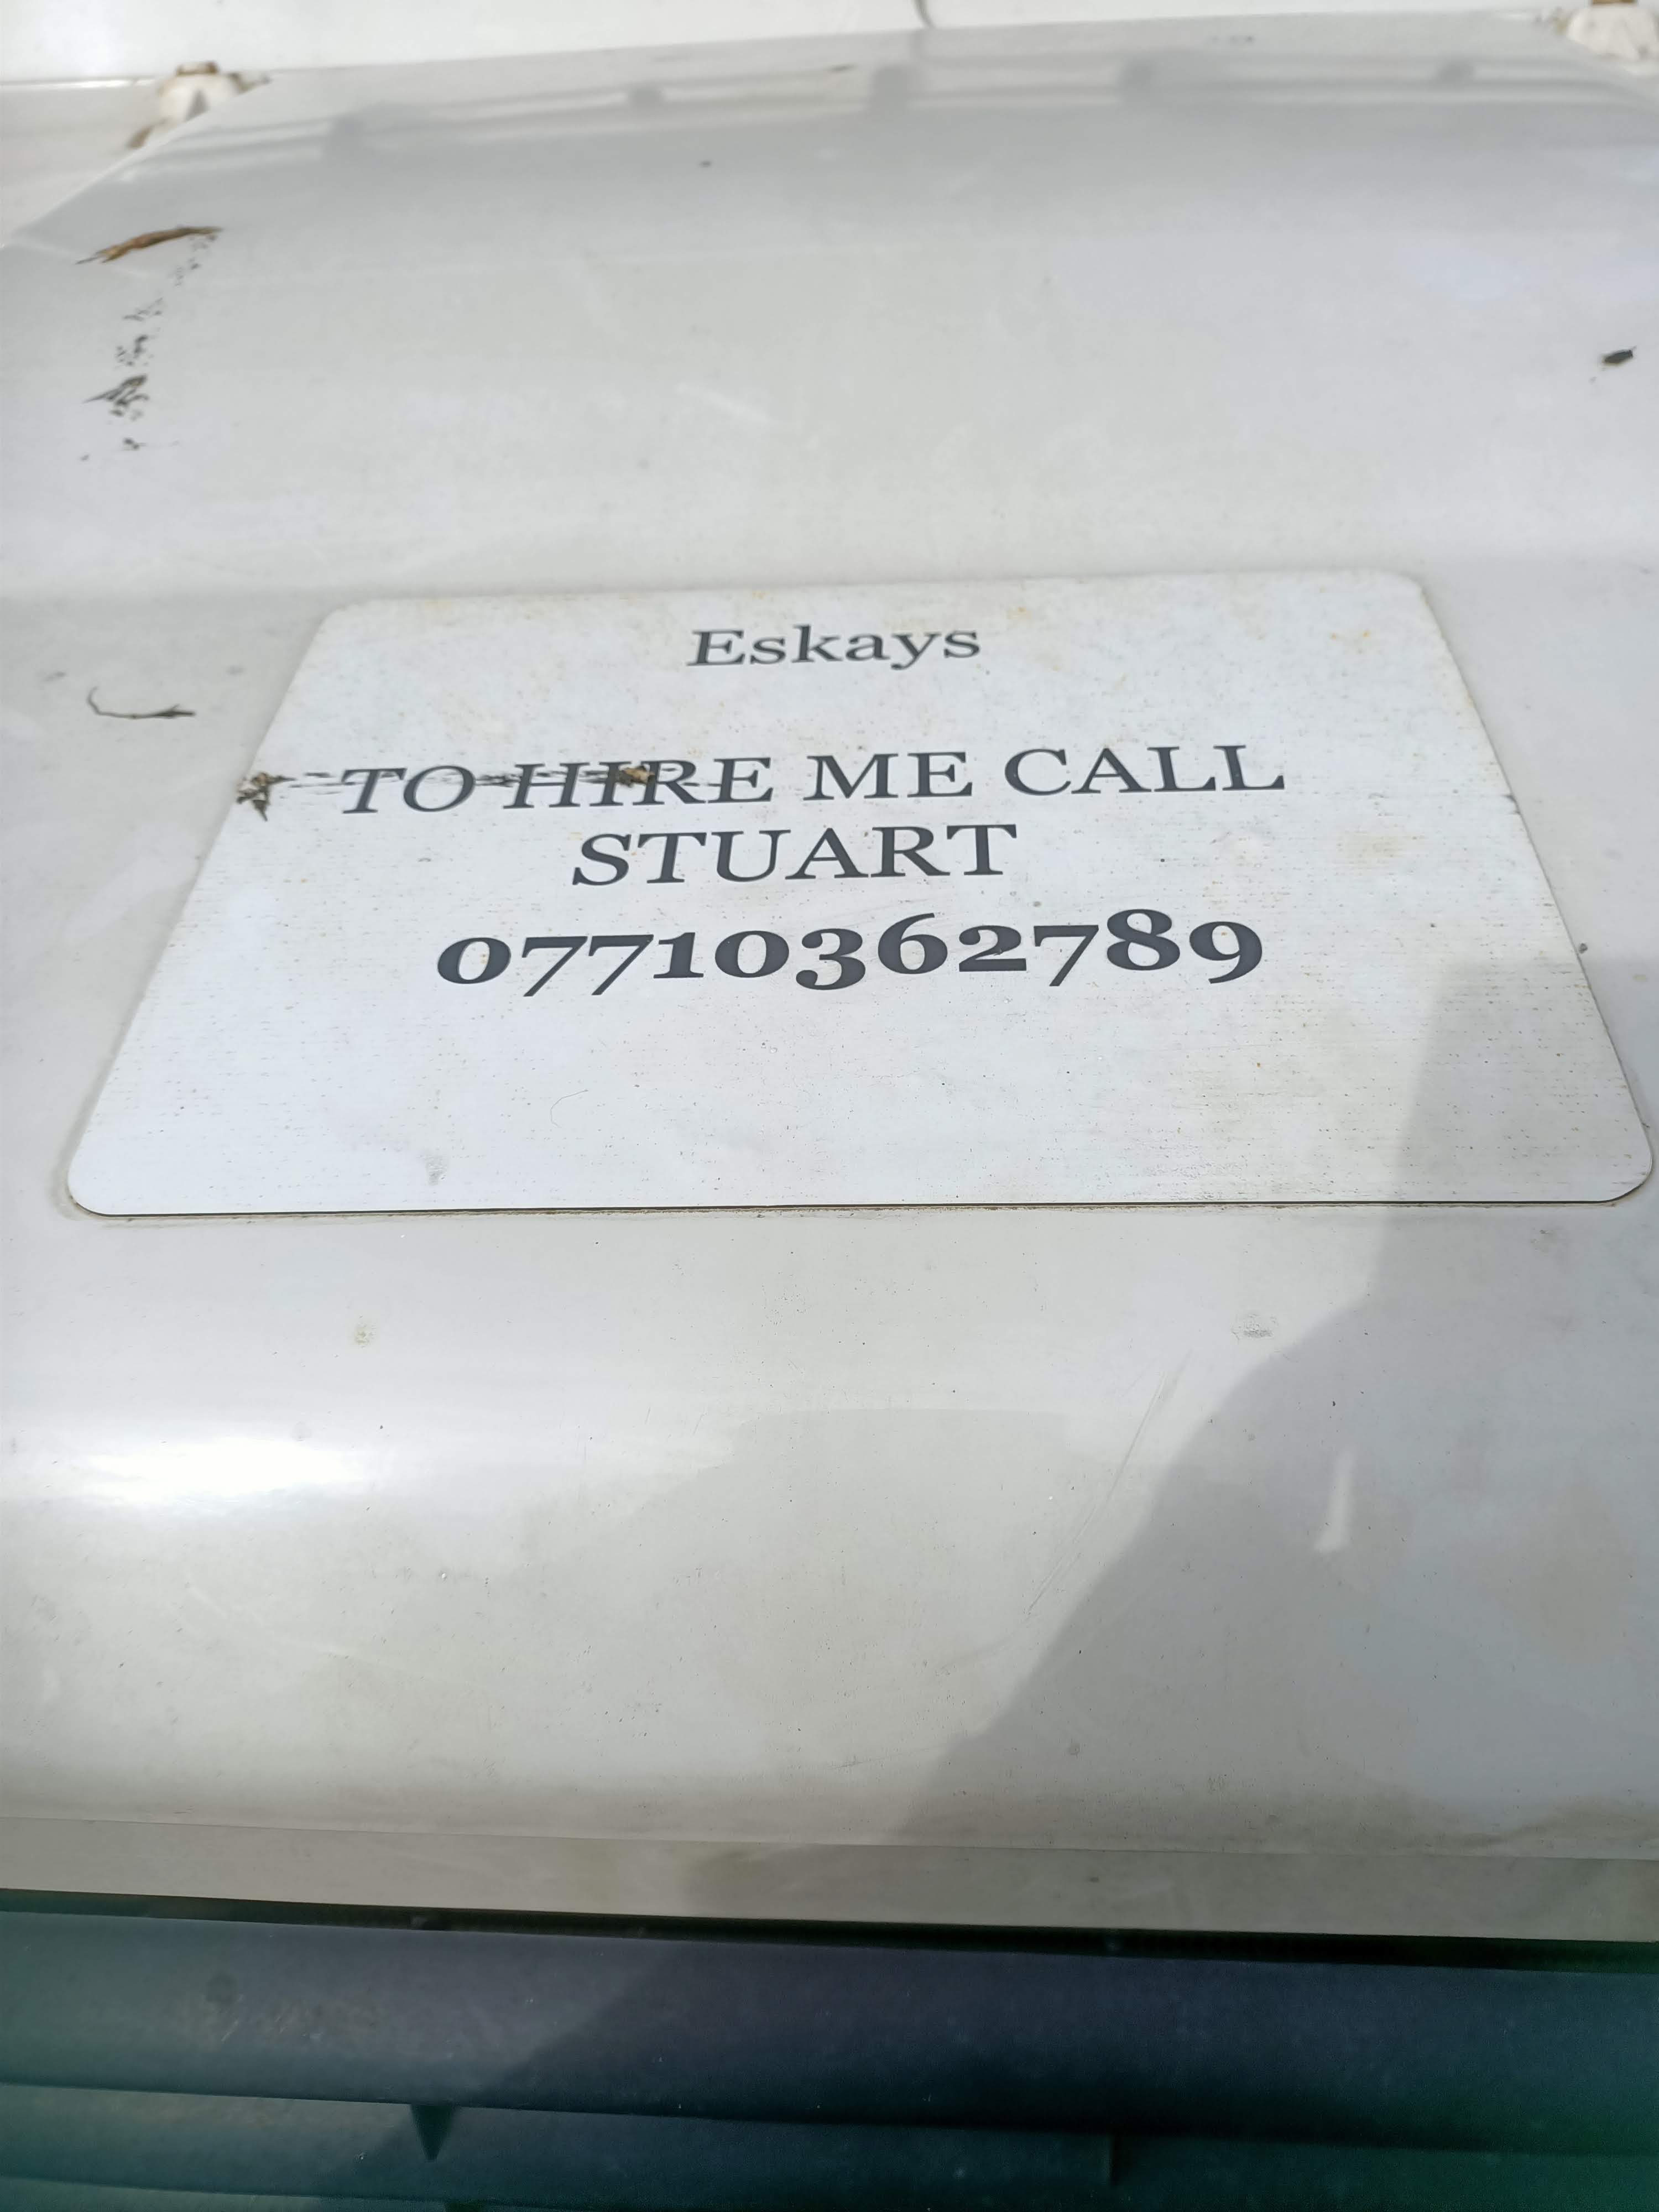 Eskays
TO HIRE ME CALL
STUART
07710362789